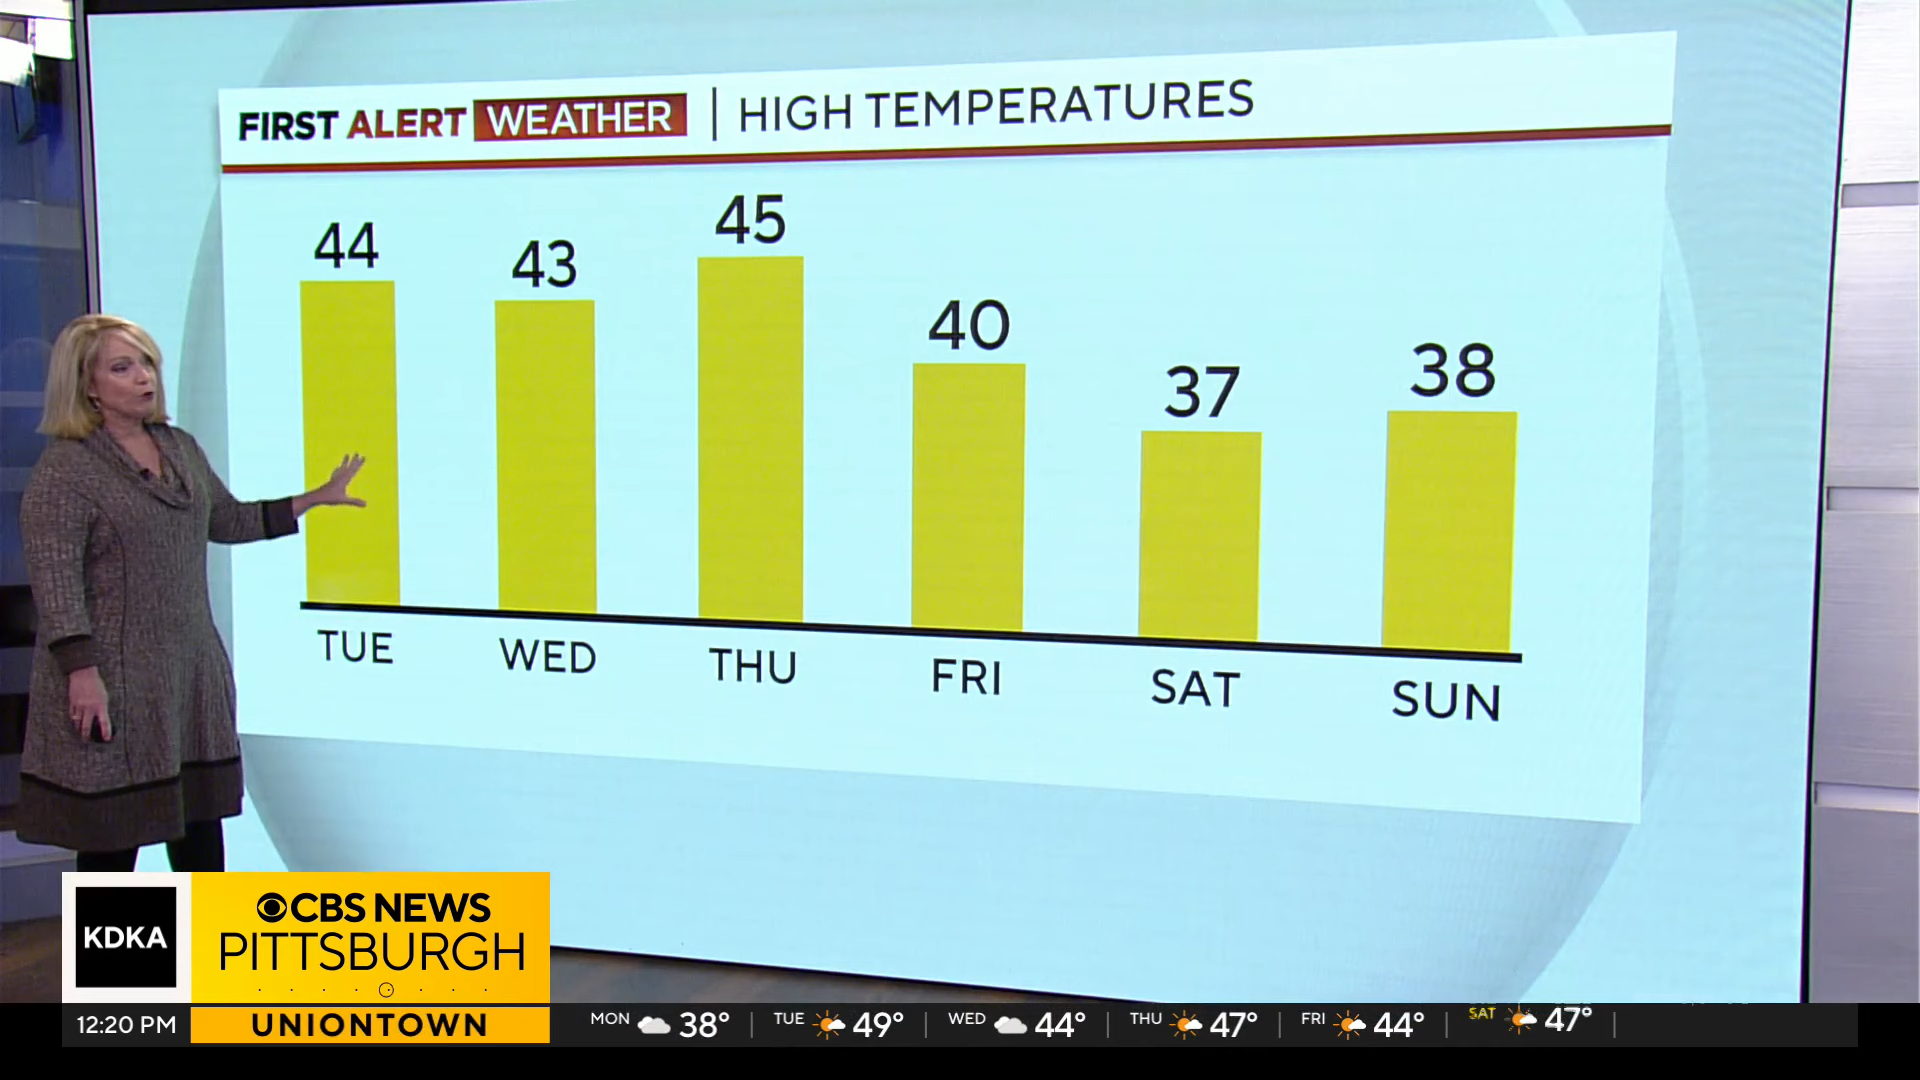 FIRST ALERT WEATHER | HIGH TEMPERATURES
44 43 45 40 37 38
TUE WED THU FRI SAT SUN
KDKA
CBS NEWS
PITTSBURGH
12:20 PM UNIONTOWN MON 38° | TUE 49° | WED 44° | THU 47° | FRI 44° | SAT 47° |